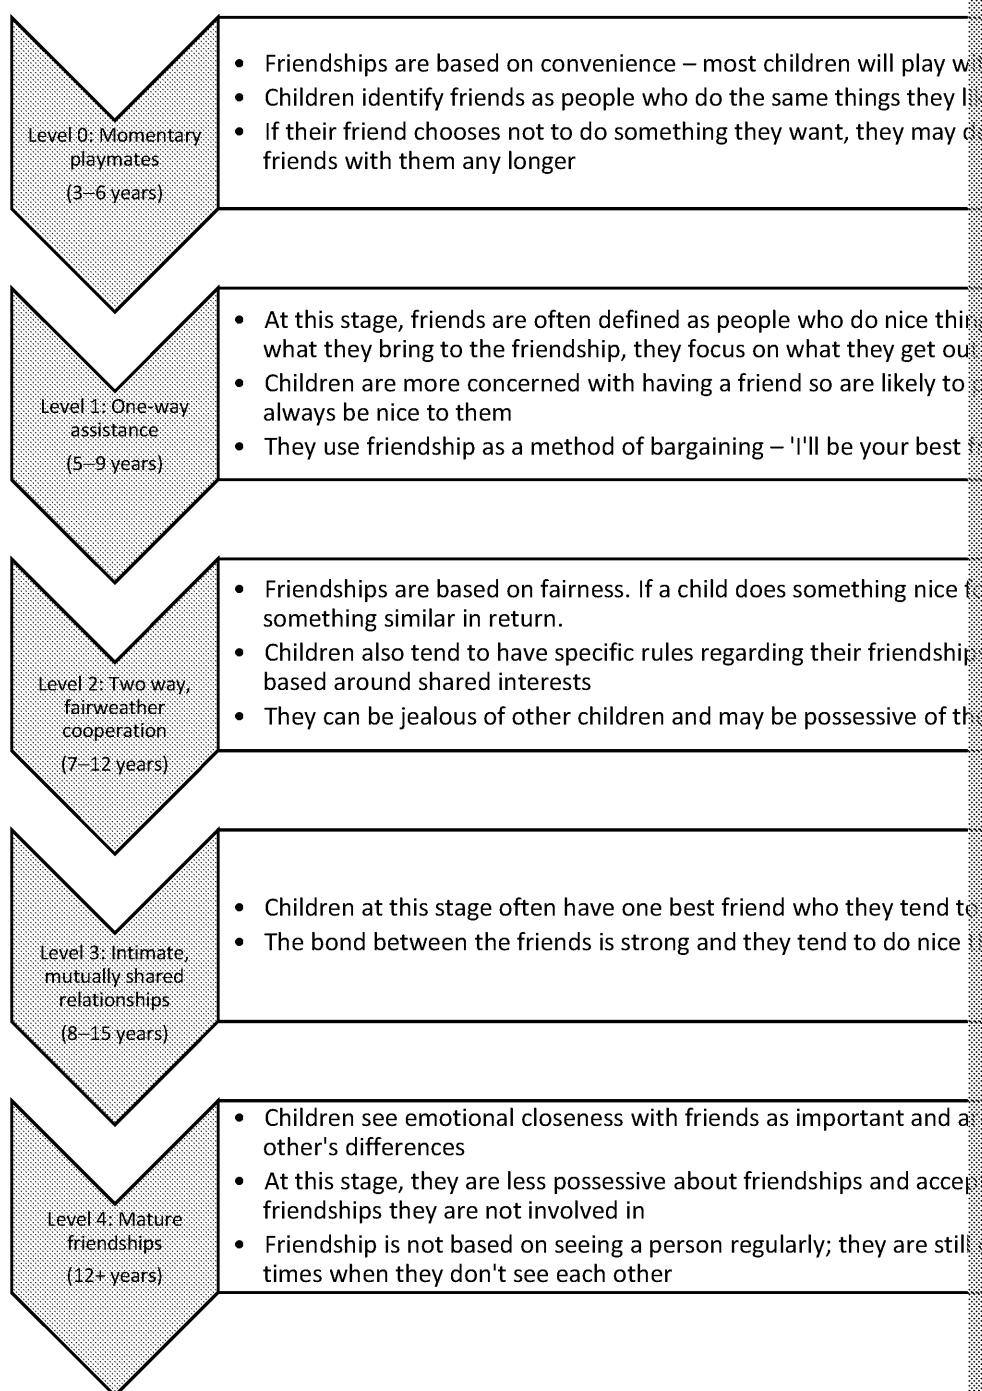 Level 0: Momentary
playmates
(3–6 years)
• Friendships are based on convenience – most children will play
• Children identify friends as people who do the same things they
• If their friend chooses not to do something they want, they may
friends with them any longer
Level 1: One-way
assistance
(5–9 years)
• At this stage, friends are often defined as people who do nice
what they bring to the friendship, they focus on what they get
• Children are more concerned with having a friend so are likely to
always be nice to them
• They use friendship as a method of bargaining – 'I'll be your best
Level 2: Two way,
fairweather
cooperation
(7–12 years)
• Friendships are based on fairness. If a child does something nice
something similar in return.
• Children also tend to have specific rules regarding their
based around shared interests
• They can be jealous of other children and may be possessive of
Level 3: Intimate,
mutually shared
relationships
(8–15 years)
• Children at this stage often have one best friend who they tend
• The bond between the friends is strong and they tend to do nice
Level 4: Mature
friendships
(12+ years)
• Children see emotional closeness with friends as important and
other's differences
• At this stage, they are less possessive about friendships and
friendships they are not involved in
• Friendship is not based on seeing a person regularly; they are still
times when they don't see each other